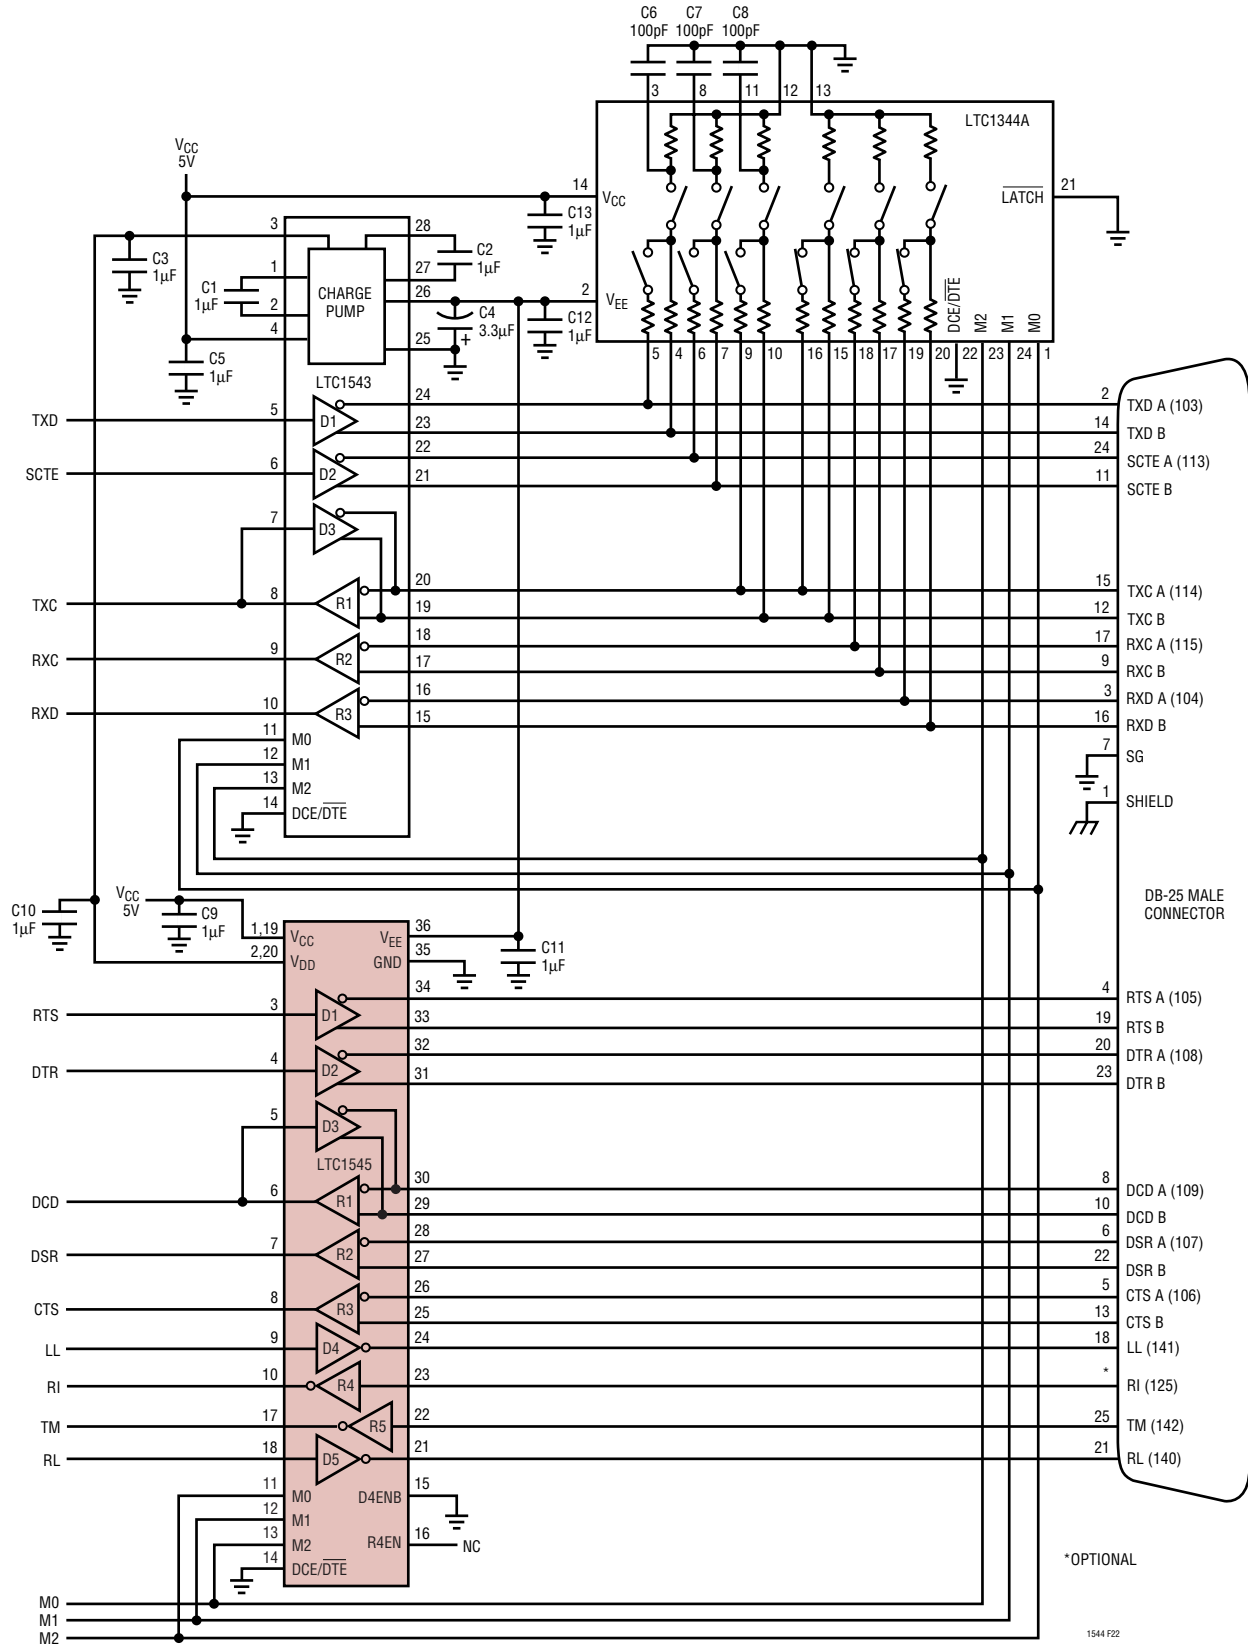 C6 C7 C8
100pF 100pF 100pF
3 8 11 12 13
LTC1344A
VCC
5V
14 VCC
LATCH 21
C13
1µF
3 28
C3
1µF
C2
1µF
1 27
C1
1µF
CHARGE
PUMP
2 26
4 25
C4
3.3µF
+
2 VEE
C12
1µF
C5
1µF
DCE/DTE M2 M1 M0
5 4 6 7 9 10 16 15 18 17 19 20 22 23 24 1
LTC1543
TXD 5 D1 24 2 TXD A (103)
23 14 TXD B
SCTE 6 D2 22 24 SCTE A (113)
21 11 SCTE B
7 D3
TXC 8 R1 20 15 TXC A (114)
19 12 TXC B
RXC 9 R2 18 17 RXC A (115)
17 9 RXC B
RXD 10 R3 16 3 RXD A (104)
15 16 RXD B
11 M0
12 M1
13 M2
14 DCE/DTE
7 SG
1 SHIELD
DB-25 MALE
CONNECTOR
C10
1µF
VCC
5V
C9
1µF
1,19 VCC VEE 36
2,20 VDD GND 35
C11
1µF
RTS 3 D1 34 4 RTS A (105)
33 19 RTS B
DTR 4 D2 32 20 DTR A (108)
31 23 DTR B
5 D3
LTC1545
DCD 6 R1 30 8 DCD A (109)
29 10 DCD B
DSR 7 R2 28 6 DSR A (107)
27 22 DSR B
CTS 8 R3 26 5 CTS A (106)
25 13 CTS B
LL 9 D4 24 18 LL (141)
RI 10 R4 23 * RI (125)
TM 17 R5 22 25 TM (142)
RL 18 D5 21 21 RL (140)
11 M0 D4ENB 15
12 M1
13 M2 R4EN 16 NC
14 DCE/DTE
*OPTIONAL
M0
M1
M2
1544 F22